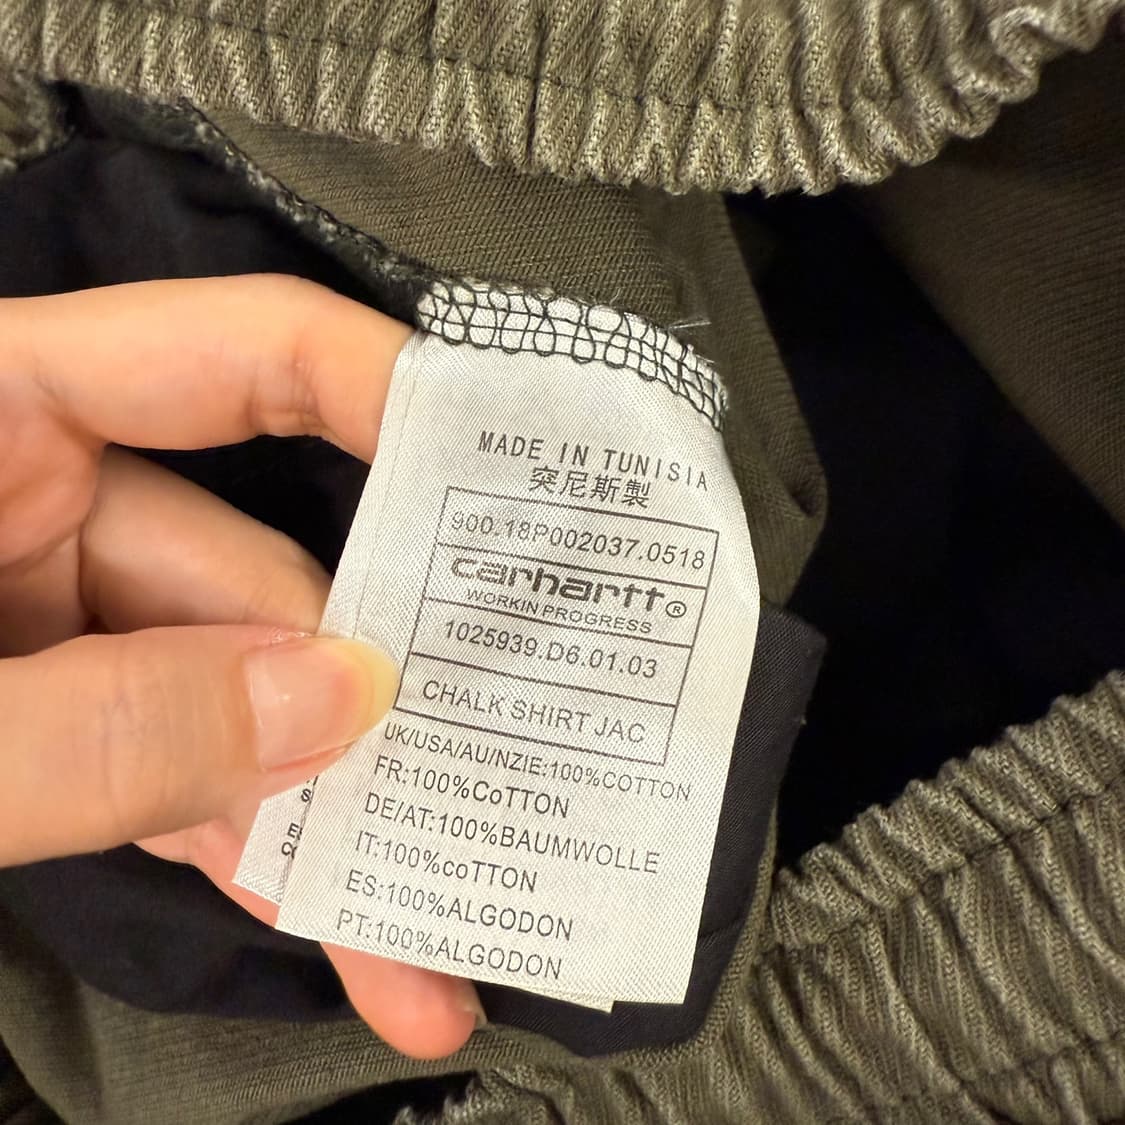 MADE IN TUNISIA
突尼斯製
900.18P002037.0518
carhartt®
WORK IN PROGRESS
1025939.D6.01.03
CHALK SHIRT JAC
UK/USA/AU/NZIE:100%COTTON
FR:100%CoTTON
DE/AT:100%BAUMWOLLE
IT:100%coTTON
ES:100%ALGODON
PT:100%ALGODON